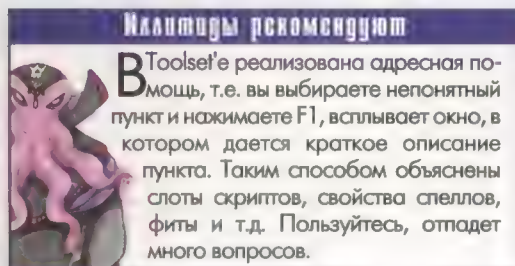 Иллитиды рекомендуют
В Toolset'е реализована адресная по-
мощь, т.е. вы выбираете непонятный
пункт и нажимаете F1, всплывает окно, в
котором дается краткое описание
пункта. Таким способом объяснены
слоты скриптов, свойства спеллов,
фиты и т.д. Пользуйтесь, отпадет
много вопросов.